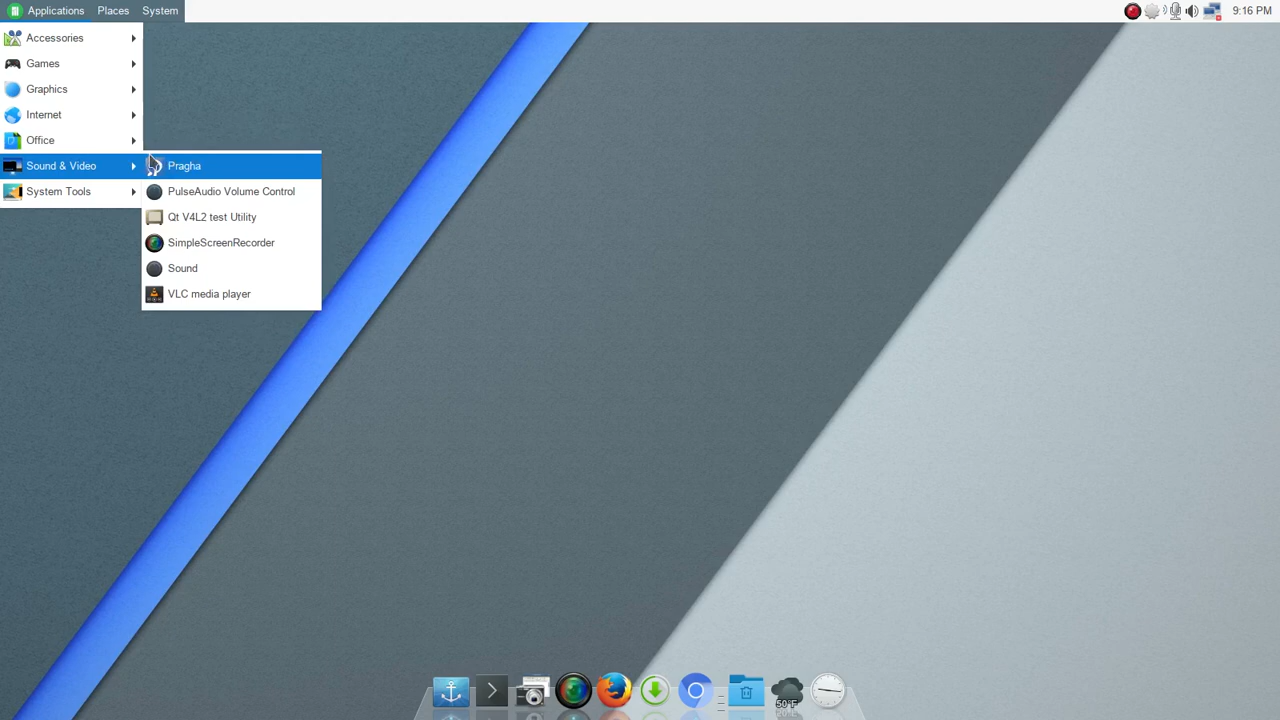 Applications Places System 9:16 PM
Accessories
Games
Graphics
Internet
Office
Sound & Video
System Tools
Pragha
PulseAudio Volume Control
Qt V4L2 test Utility
SimpleScreenRecorder
Sound
VLC media player
50°F